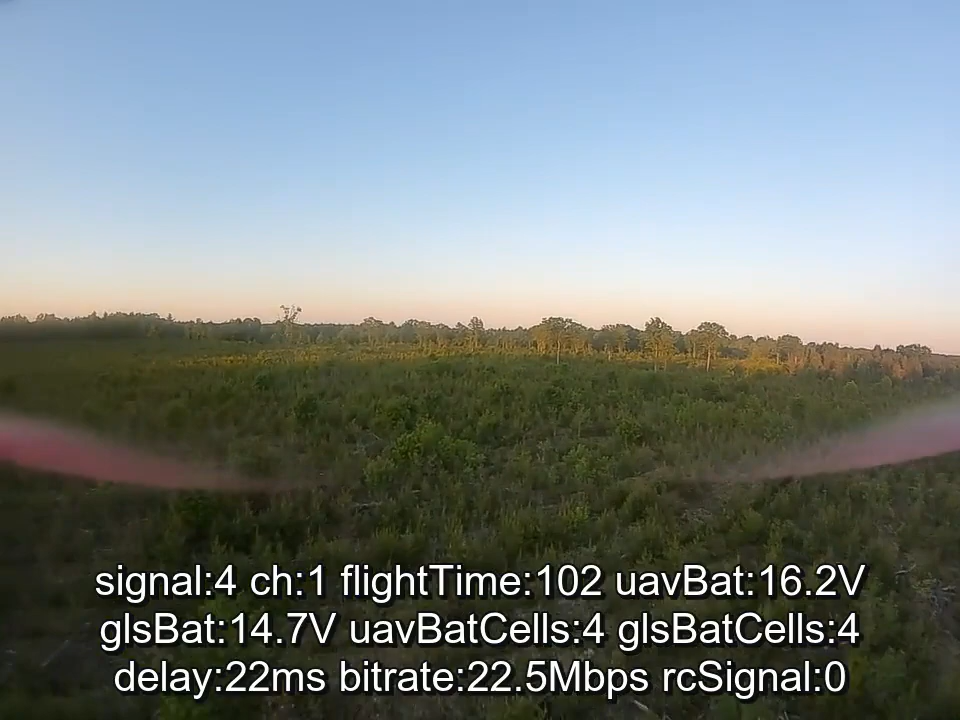 signal:4 ch:1 flightTime:102 uavBat:16.2V
glsBat:14.7V uavBatCells:4 glsBatCells:4
delay:22ms bitrate:22.5Mbps rcSignal:0